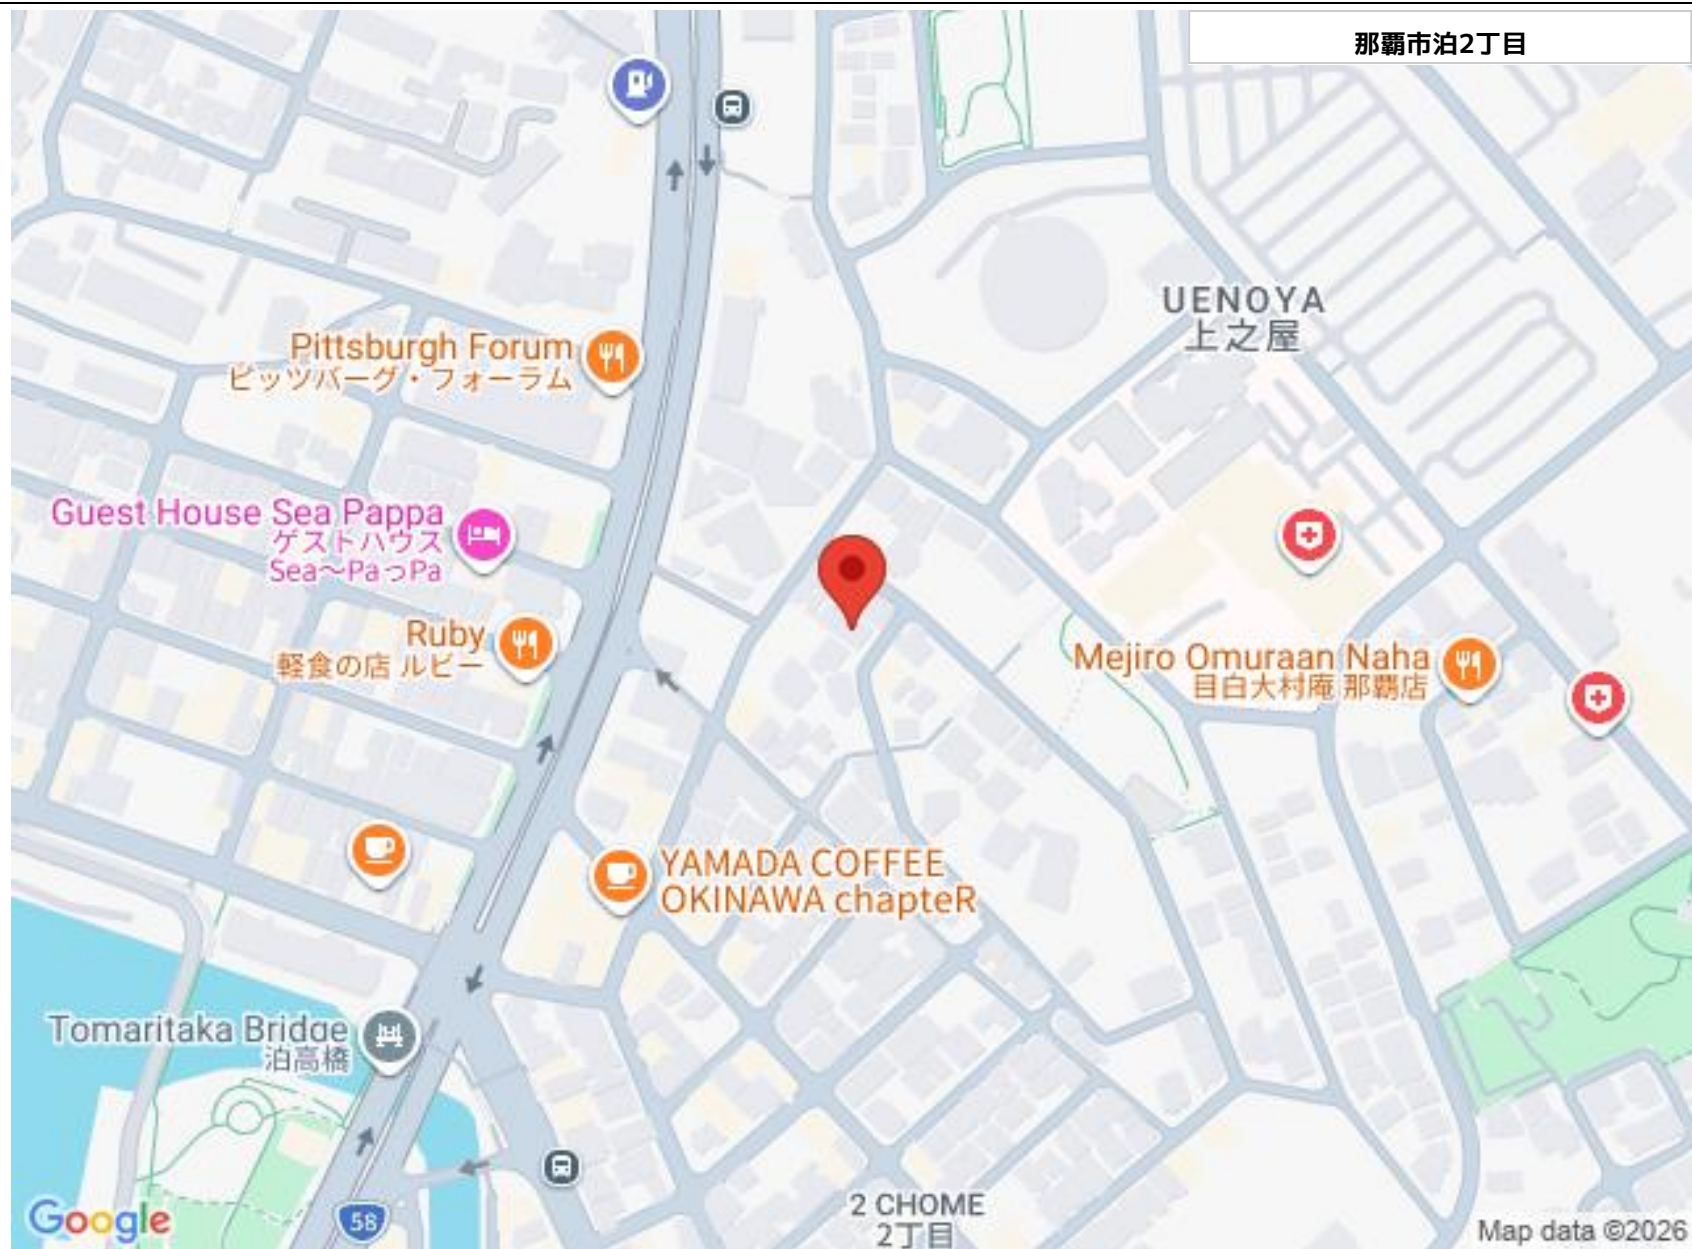 那覇市泊2丁目
UENOYA
上之屋
Pittsburgh Forum
ピッツバーグ・フォーラム
Guest House Sea Pappa
ゲストハウス
Sea～PaっPa
Ruby
軽食の店 ルビー
Mejiro Omuraan Naha
目白大村庵 那覇店
YAMADA COFFEE
OKINAWA chapteR
Tomaritaka Bridge
泊高橋
58
2 CHOME
2丁目
Google
Map data ©2026